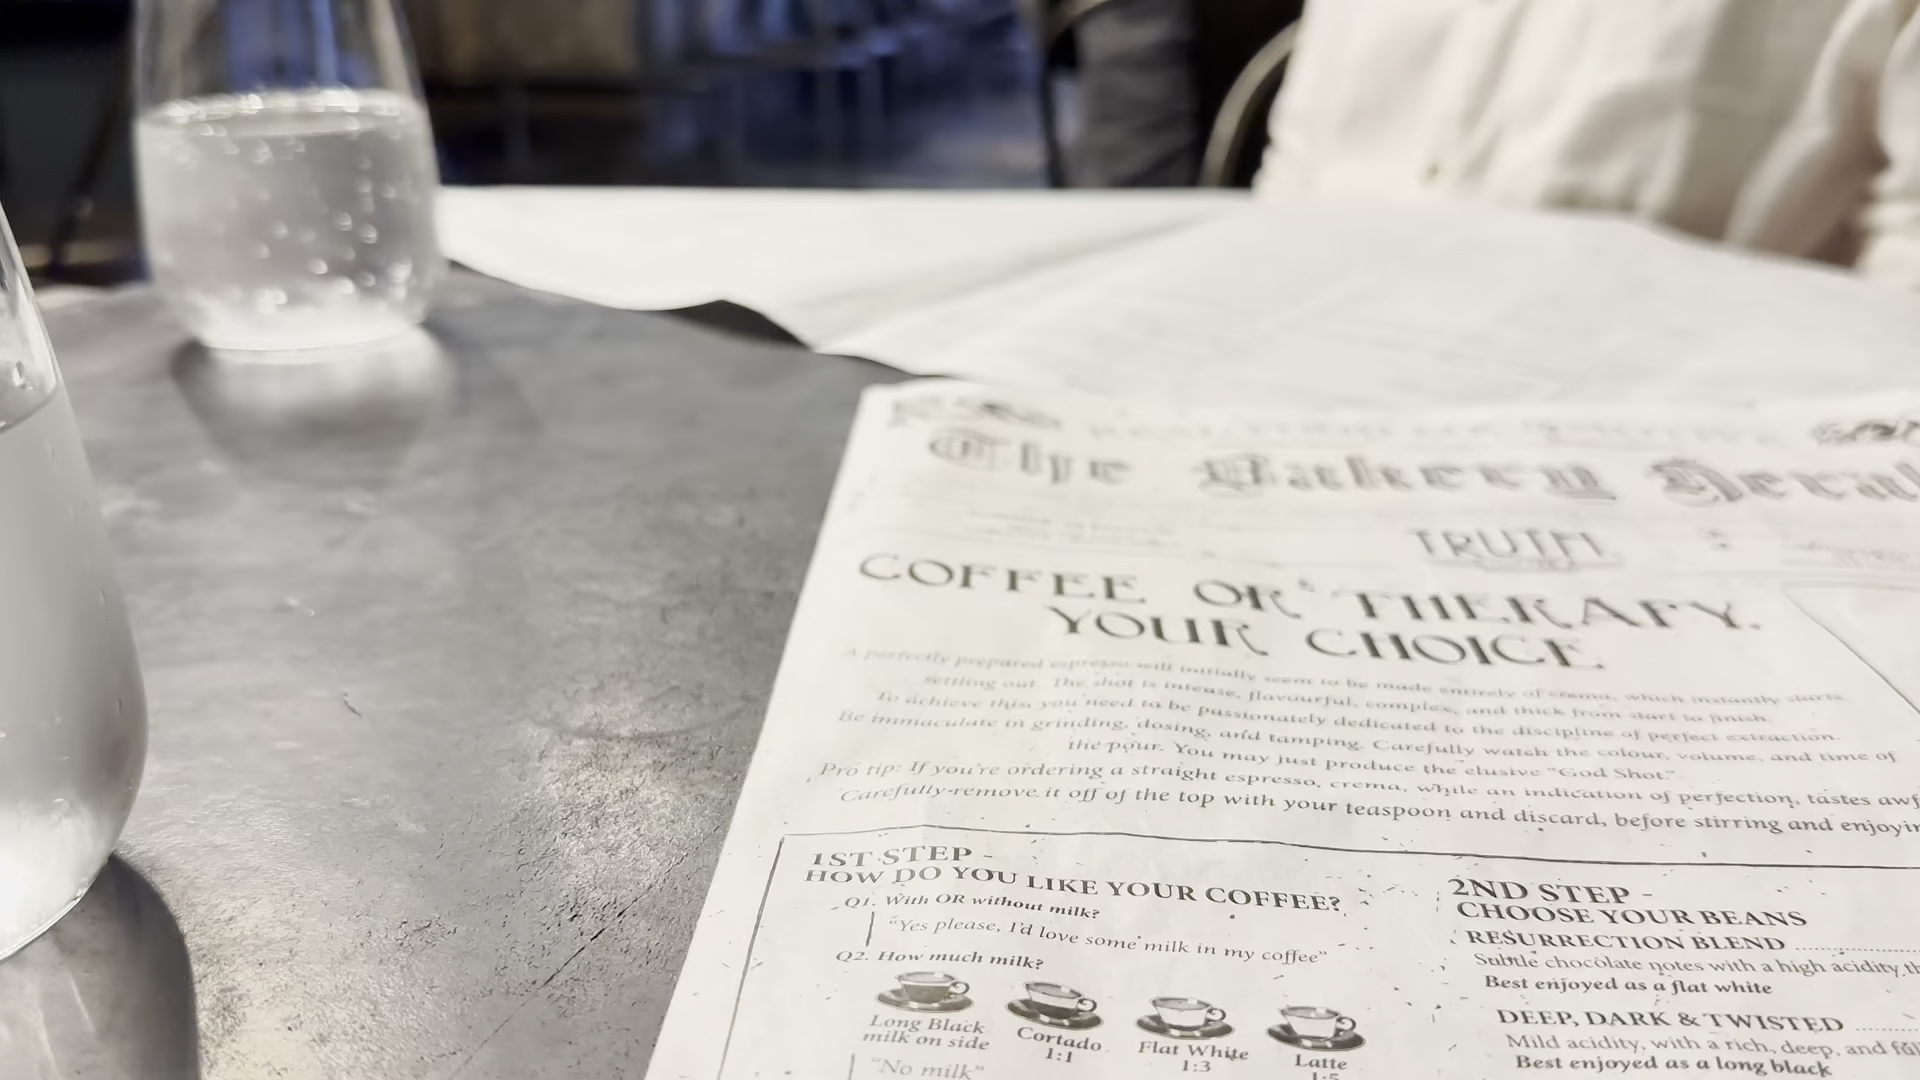 The Bakery Heral
TRUTH.
COFFEE OR THERAPY.
YOUR CHOICE
A perfectly prepared espresso will initially seem to be made entirely of crema, which instantly starts
settling out. The shot is intense, flavourful, complex, and thick from start to finish.
To achieve this, you need to be passionately dedicated to the discipline of perfect extraction.
Be immaculate in grinding, dosing, and tamping. Carefully watch the colour, volume, and time of
the pour. You may just produce the elusive "God Shot".
Pro tip: If you're ordering a straight espresso, crema, while an indication of perfection, tastes awf
Carefully remove it off of the top with your teaspoon and discard, before stirring and enjoyin
1ST STEP -
HOW DO YOU LIKE YOUR COFFEE?
Q1. With OR without milk?
"Yes please, I'd love some milk in my coffee"
Q2. How much milk?
Long Black
milk on side
Cortado
1:1
Flat White
1:3
Latte
1:5
"No milk"
2ND STEP -
CHOOSE YOUR BEANS
RESURRECTION BLEND
Subtle chocolate notes with a high acidity, th
Best enjoyed as a flat white
DEEP, DARK & TWISTED
Mild acidity, with a rich, deep, and full
Best enjoyed as a long black